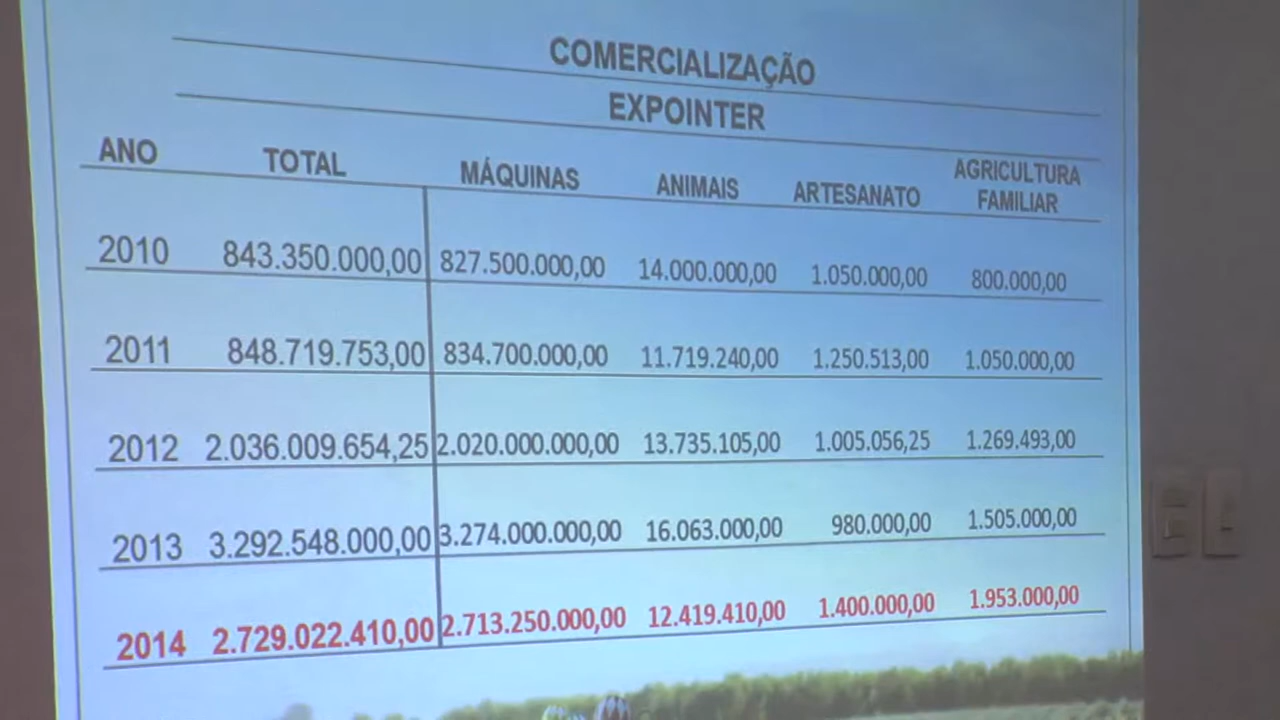 COMERCIALIZAÇÃO
EXPOINTER
ANO TOTAL MÁQUINAS ANIMAIS ARTESANATO AGRICULTURA FAMILIAR
2010 843.350.000,00 827.500.000,00 14.000.000,00 1.050.000,00 800.000,00
2011 848.719.753,00 834.700.000,00 11.719.240,00 1.250.513,00 1.050.000,00
2012 2.036.009.654,25 2.020.000.000,00 13.735.105,00 1.005.056,25 1.269.493,00
2013 3.292.548.000,00 3.274.000.000,00 16.063.000,00 980.000,00 1.505.000,00
2014 2.729.022.410,00 2.713.250.000,00 12.419.410,00 1.400.000,00 1.953.000,00